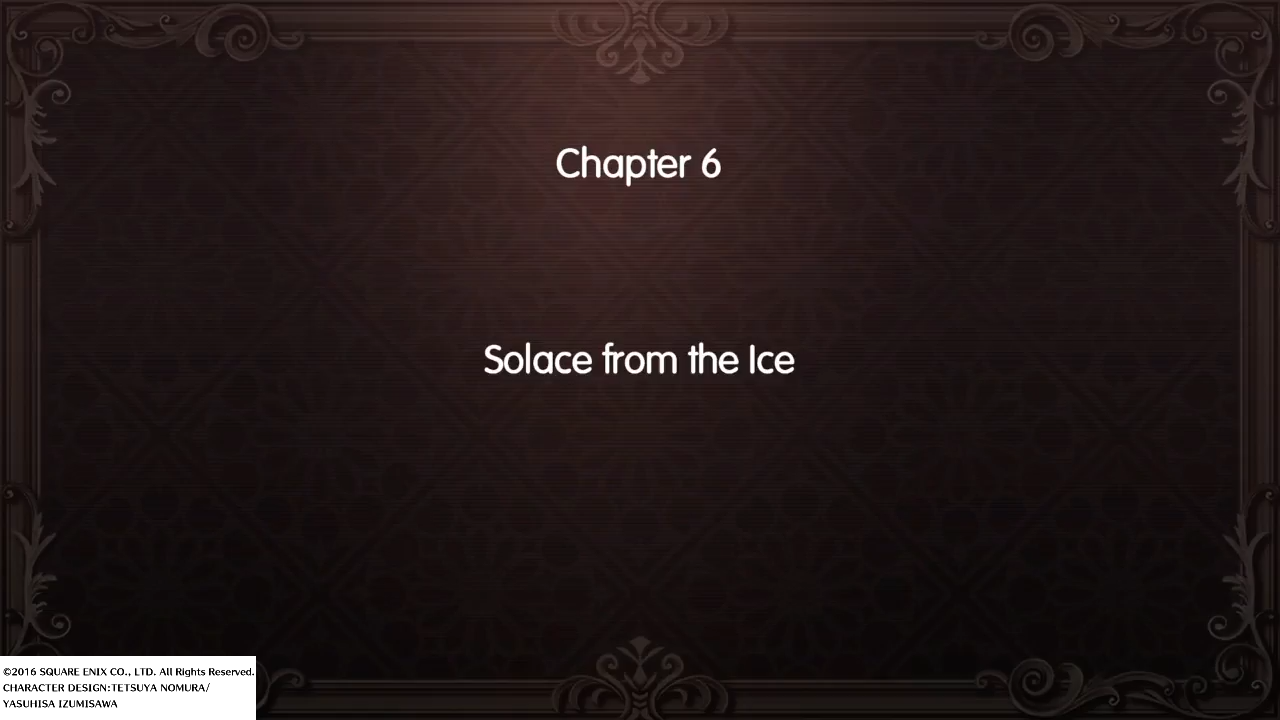 Chapter 6
Solace from the Ice
©2016 SQUARE ENIX CO., LTD. All Rights Reserved.
CHARACTER DESIGN:TETSUYA NOMURA/
YASUHISA IZUMISAWA